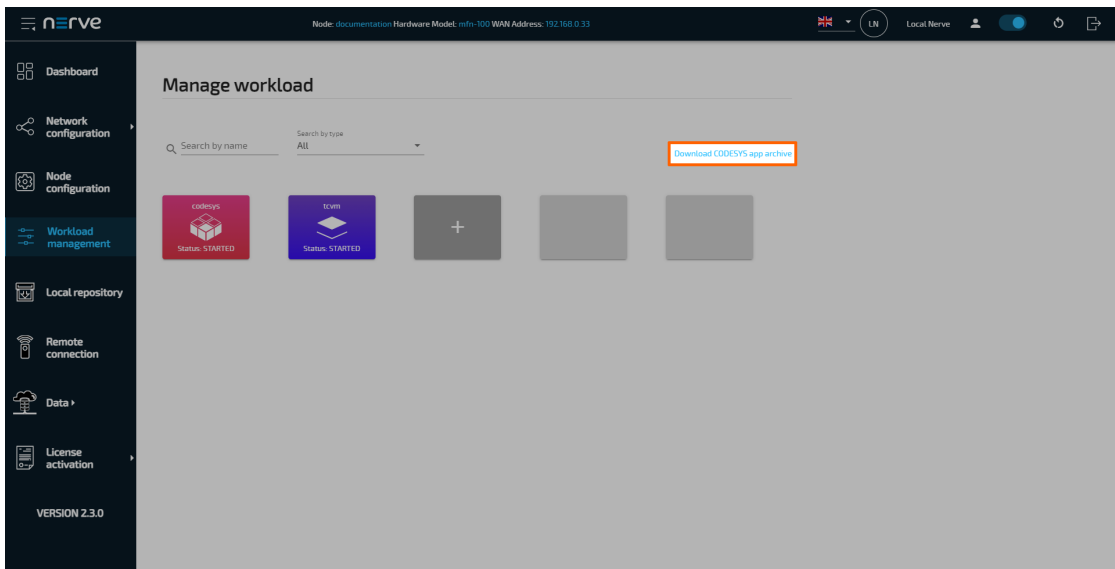 nerve
Node: documentation Hardware Model: mfn-100 WAN Address: 192.168.0.33
LN
Local Nerve
Dashboard
Network
configuration
Node
configuration
Workload
management
Local repository
Remote
connection
Data
License
activation
VERSION 2.3.0
Manage workload
Search by name
Search by type
All
Download CODESYS app archive
codesys
Status: STARTED
tcvm
Status: STARTED
+